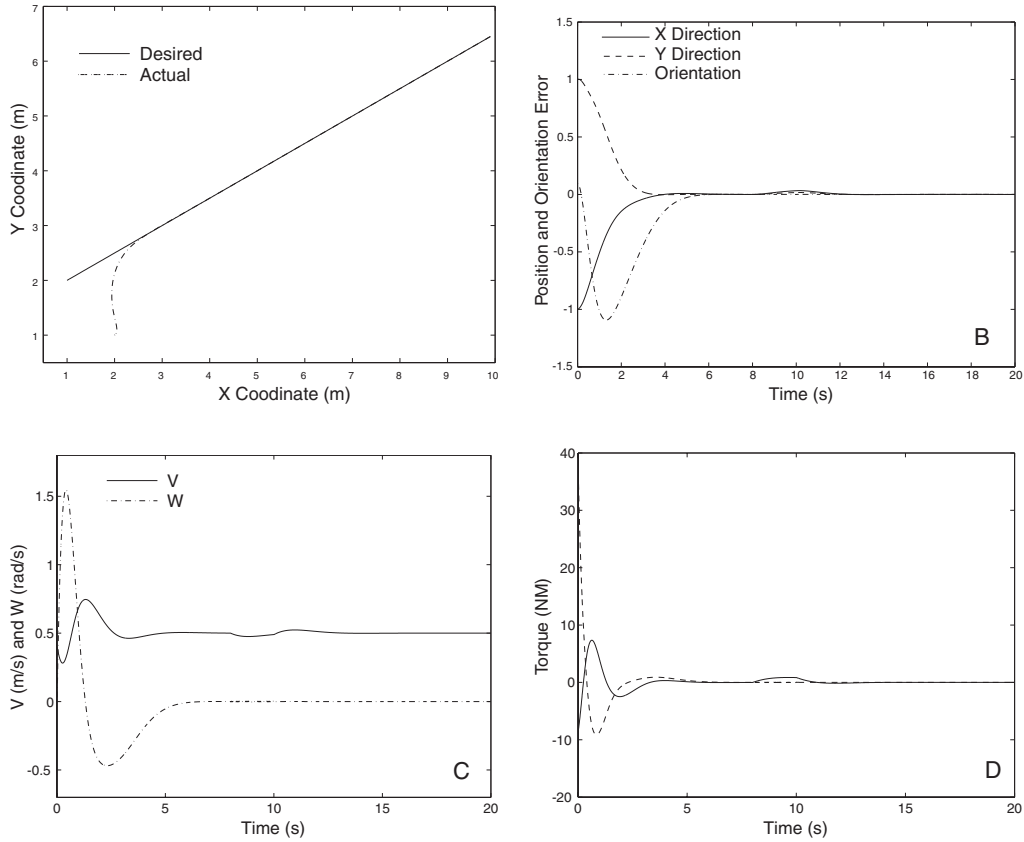 7
6
5
4
3
2
1
Y Coodinate (m)
Desired
Actual
1 2 3 4 5 6 7 8 9 10
X Coodinate (m)
1.5
1
0.5
0
-0.5
-1
-1.5
Position and Orientation Error
X Direction
Y Direction
Orientation
B
0 2 4 6 8 10 12 14 16 18 20
Time (s)
1.5
1
0.5
0
-0.5
V (m/s) and W (rad/s)
V
W
C
0 5 10 15 20
Time (s)
40
30
20
10
0
-10
-20
Torque (NM)
D
0 5 10 15 20
Time (s)